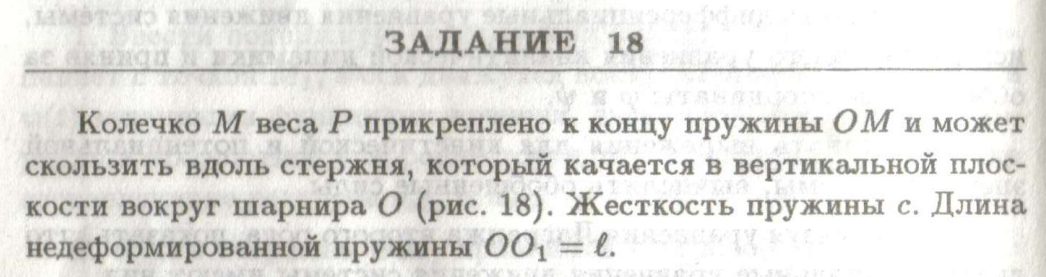 ЗАДАНИЕ 18
Колечко M веса P прикреплено к концу пружины OM и может
скользить вдоль стержня, который качается в вертикальной плос-
кости вокруг шарнира O (рис. 18). Жесткость пружины c. Длина
недеформированной пружины OO₁ = ℓ.